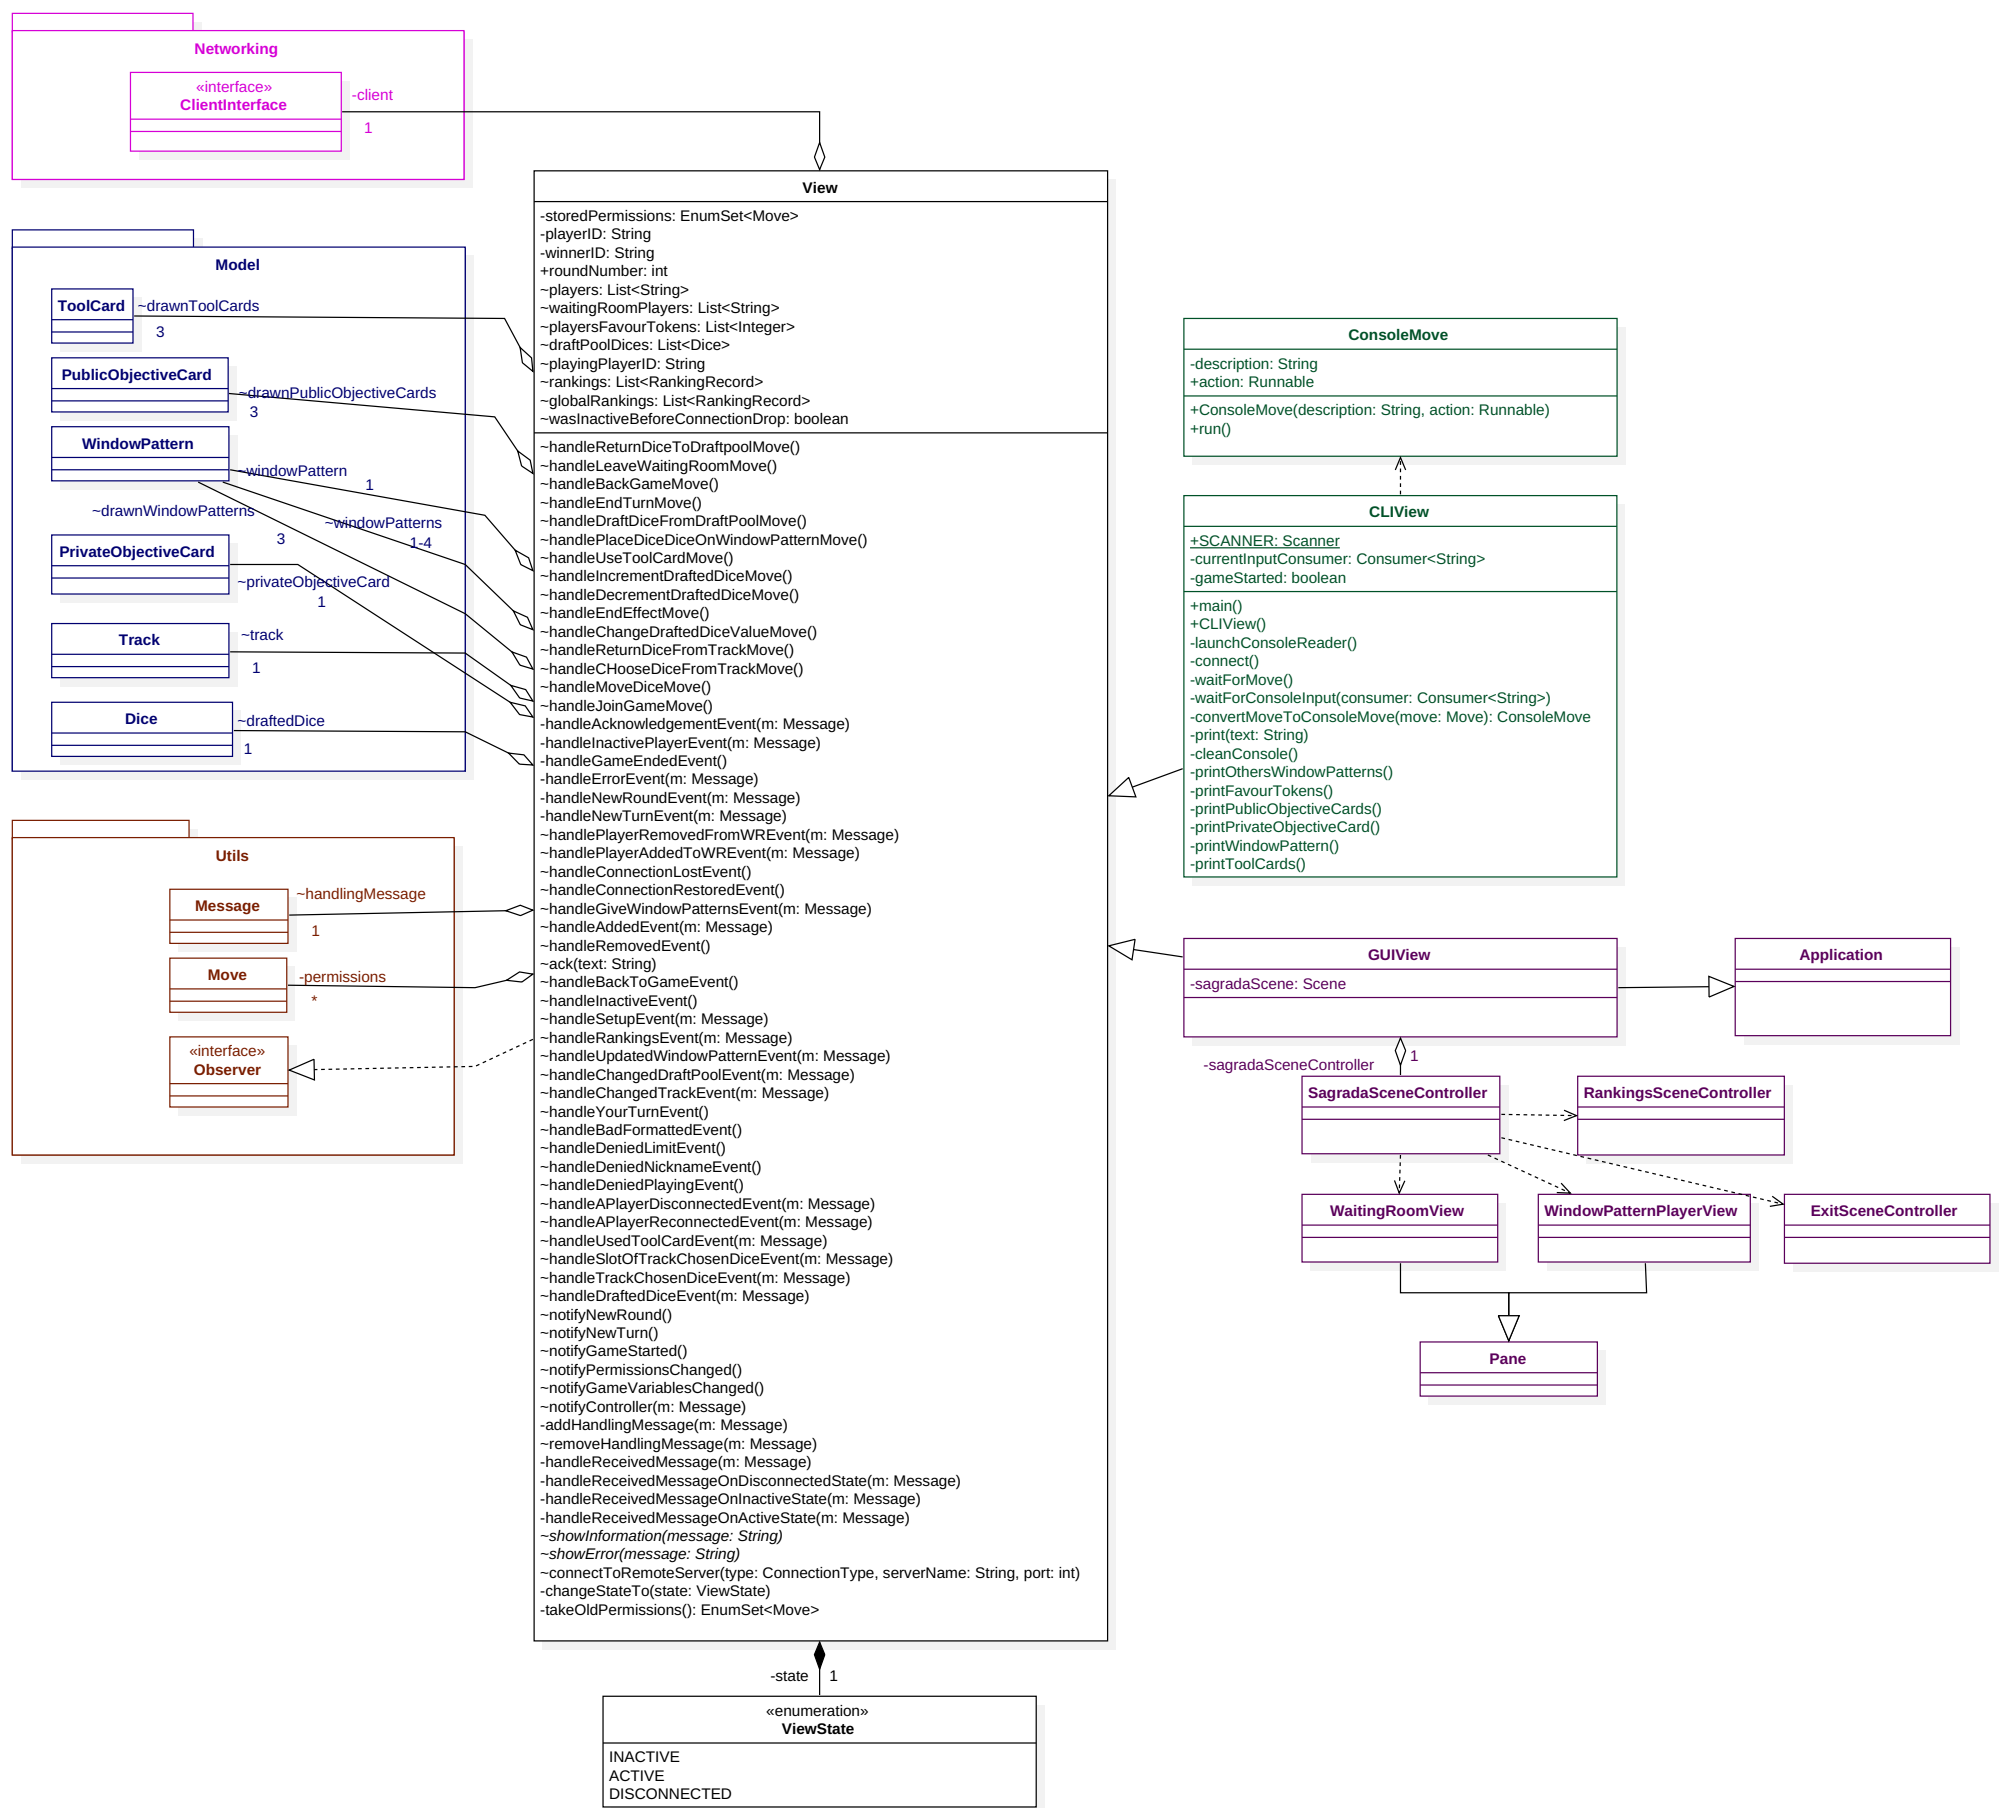 Networking
«interface»
ClientInterface
-client
1
Model
ToolCard
~drawnToolCards
3
PublicObjectiveCard
~drawnPublicObjectiveCards
3
WindowPattern
~windowPattern
1
~drawnWindowPatterns
3
~windowPatterns
1-4
PrivateObjectiveCard
~privateObjectiveCard
1
Track
~track
1
Dice
~draftedDice
1
Utils
Message
~handlingMessage
1
Move
-permissions
*
«interface»
Observer
View
-storedPermissions: EnumSet<Move>
-playerID: String
-winnerID: String
+roundNumber: int
~players: List<String>
~waitingRoomPlayers: List<String>
~playersFavourTokens: List<Integer>
~draftPoolDices: List<Dice>
~playingPlayerID: String
~rankings: List<RankingRecord>
~globalRankings: List<RankingRecord>
~wasInactiveBeforeConnectionDrop: boolean
~handleReturnDiceToDraftpoolMove()
~handleLeaveWaitingRoomMove()
~handleBackGameMove()
~handleEndTurnMove()
~handleDraftDiceFromDraftPoolMove()
~handlePlaceDiceDiceOnWindowPatternMove()
~handleUseToolCardMove()
~handleIncrementDraftedDiceMove()
~handleDecrementDraftedDiceMove()
~handleEndEffectMove()
~handleChangeDraftedDiceValueMove()
~handleReturnDiceFromTrackMove()
~handleCHooseDiceFromTrackMove()
~handleMoveDiceMove()
~handleJoinGameMove()
-handleAcknowledgementEvent(m: Message)
-handleInactivePlayerEvent(m: Message)
-handleGameEndedEvent()
-handleErrorEvent(m: Message)
-handleNewRoundEvent(m: Message)
-handleNewTurnEvent(m: Message)
~handlePlayerRemovedFromWREvent(m: Message)
~handlePlayerAddedToWREvent(m: Message)
~handleConnectionLostEvent()
~handleConnectionRestoredEvent()
~handleGiveWindowPatternsEvent(m: Message)
~handleAddedEvent(m: Message)
~handleRemovedEvent()
~ack(text: String)
~handleBackToGameEvent()
~handleInactiveEvent()
~handleSetupEvent(m: Message)
~handleRankingsEvent(m: Message)
~handleUpdatedWindowPatternEvent(m: Message)
~handleChangedDraftPoolEvent(m: Message)
~handleChangedTrackEvent(m: Message)
~handleYourTurnEvent()
~handleBadFormattedEvent()
~handleDeniedLimitEvent()
~handleDeniedNicknameEvent()
~handleDeniedPlayingEvent()
~handleAPlayerDisconnectedEvent(m: Message)
~handleAPlayerReconnectedEvent(m: Message)
~handleUsedToolCardEvent(m: Message)
~handleSlotOfTrackChosenDiceEvent(m: Message)
~handleTrackChosenDiceEvent(m: Message)
~handleDraftedDiceEvent(m: Message)
~notifyNewRound()
~notifyNewTurn()
~notifyGameStarted()
~notifyPermissionsChanged()
~notifyGameVariablesChanged()
~notifyController(m: Message)
-addHandlingMessage(m: Message)
~removeHandlingMessage(m: Message)
-handleReceivedMessage(m: Message)
-handleReceivedMessageOnDisconnectedState(m: Message)
-handleReceivedMessageOnInactiveState(m: Message)
-handleReceivedMessageOnActiveState(m: Message)
~showInformation(message: String)
~showError(message: String)
~connectToRemoteServer(type: ConnectionType, serverName: String, port: int)
-changeStateTo(state: ViewState)
-takeOldPermissions(): EnumSet<Move>
-state
1
«enumeration»
ViewState
INACTIVE
ACTIVE
DISCONNECTED
ConsoleMove
-description: String
+action: Runnable
+ConsoleMove(description: String, action: Runnable)
+run()
CLIView
+SCANNER: Scanner
-currentInputConsumer: Consumer<String>
-gameStarted: boolean
+main()
+CLIView()
-launchConsoleReader()
-connect()
-waitForMove()
-waitForConsoleInput(consumer: Consumer<String>)
-convertMoveToConsoleMove(move: Move): ConsoleMove
-print(text: String)
-cleanConsole()
-printOthersWindowPatterns()
-printFavourTokens()
-printPublicObjectiveCards()
-printPrivateObjectiveCard()
-printWindowPattern()
-printToolCards()
GUIView
-sagradaScene: Scene
Application
-sagradaSceneController
1
SagradaSceneController
RankingsSceneController
WaitingRoomView
WindowPatternPlayerView
ExitSceneController
Pane